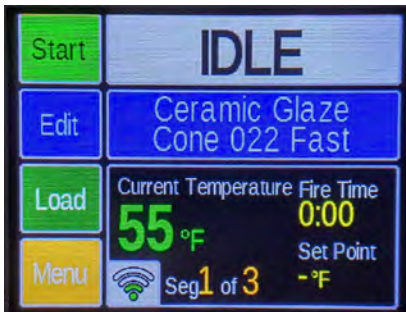 Start
IDLE
Edit
Ceramic Glaze
Cone 022 Fast
Load
Current Temperature
Fire Time
55 °F
0:00
Set Point
- °F
Menu
Seg 1 of 3